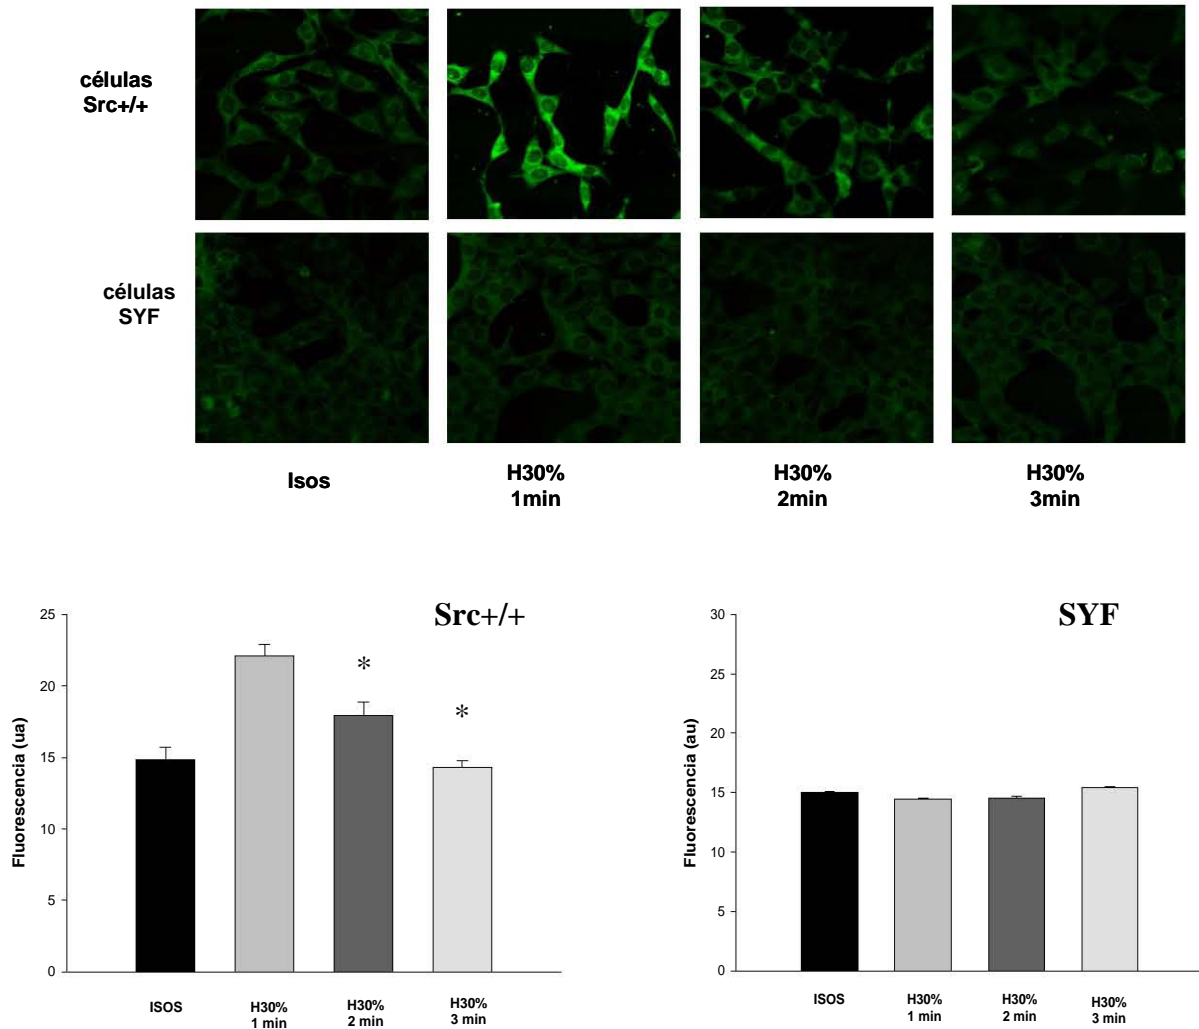 células
Src+/+
células
SYF
Isos
H30%
1min
H30%
2min
H30%
3min
Src+/+
25
20
15
10
5
0
Fluorescencia (ua)
*
*
ISOS
H30%
1 min
H30%
2 min
H30%
3 min
SYF
30
25
20
15
10
5
0
Fluorescencia (au)
ISOS
H30%
1 min
H30%
2 min
H30%
3 min